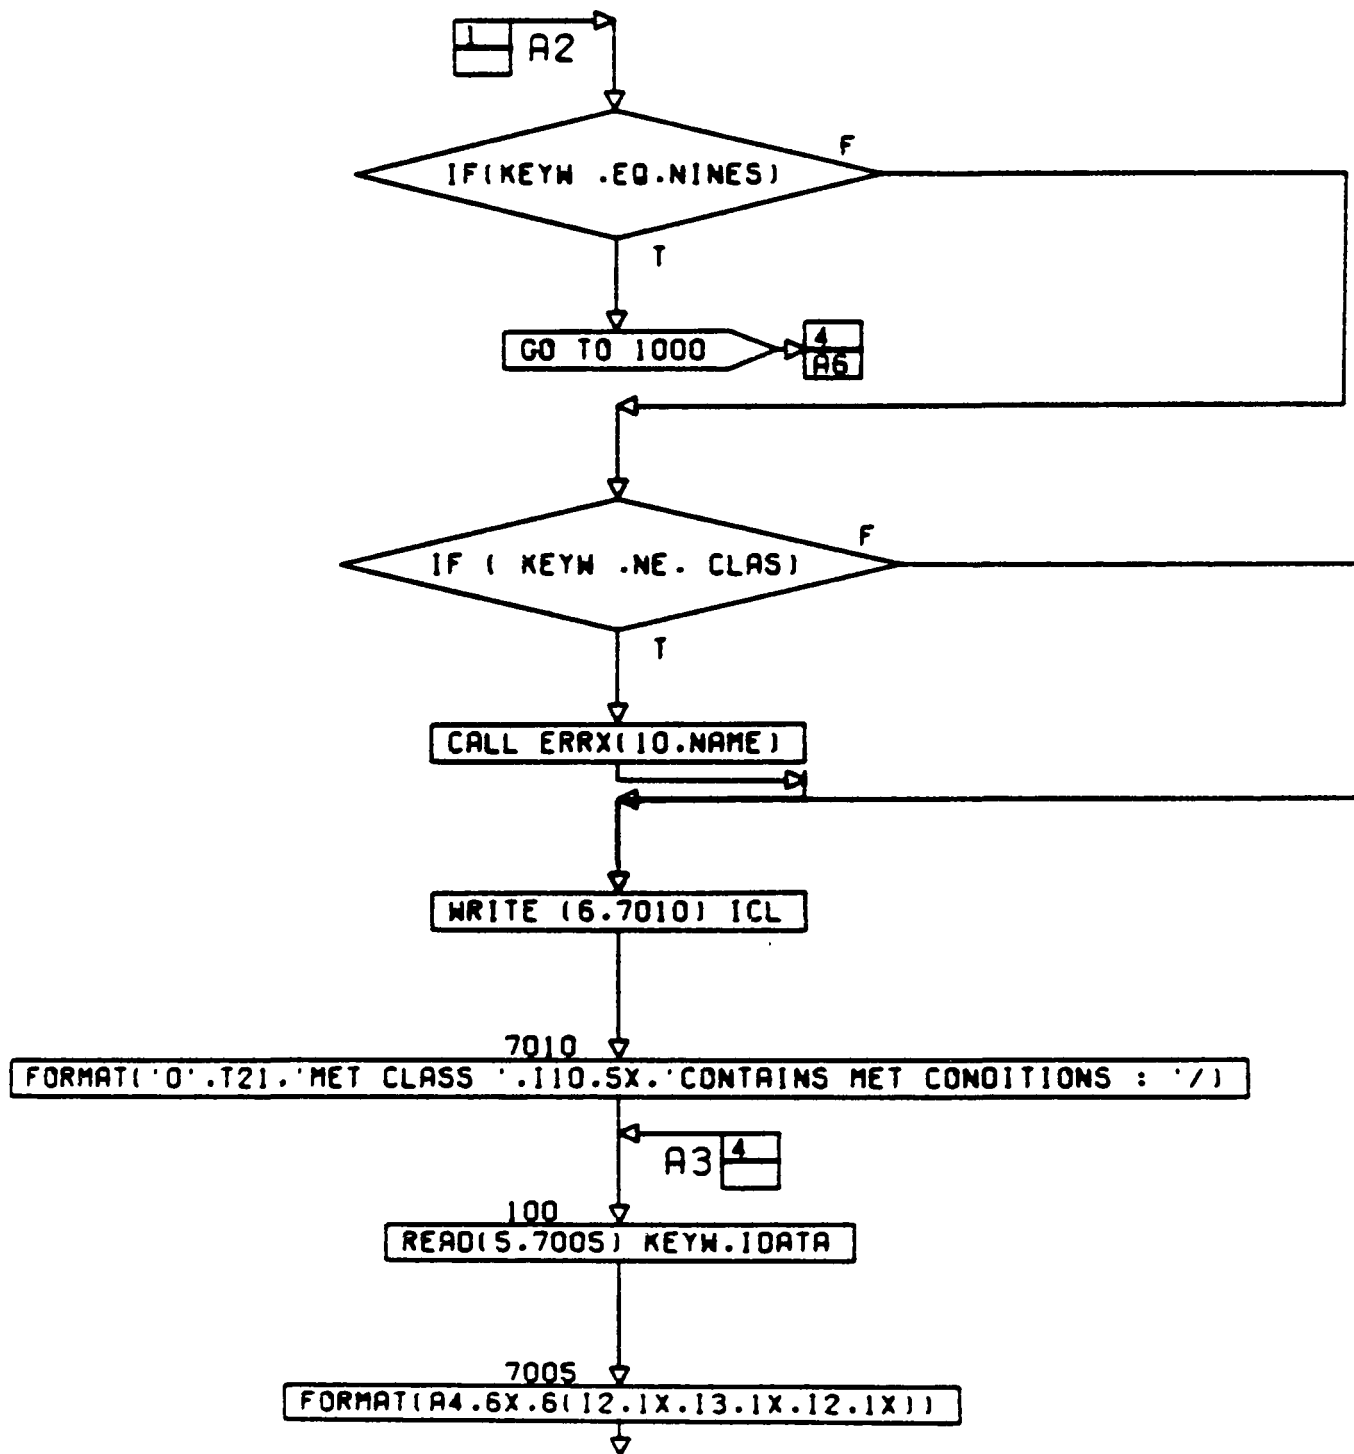 1
A2
IF(KEYW .EQ.NINES)
F
T
GO TO 1000
4
A6
IF ( KEYW .NE. CLAS)
F
T
CALL ERRX(10.NAME)
WRITE (6.7010) ICL
7010
FORMAT('0'.T21.'MET CLASS '.I10.5X.'CONTAINS MET CONDITIONS : '/)
A3
4
100
READ(5.7005) KEYW.IDATA
7005
FORMAT(A4.6X.6(I2.1X.I3.1X.I2.1X))